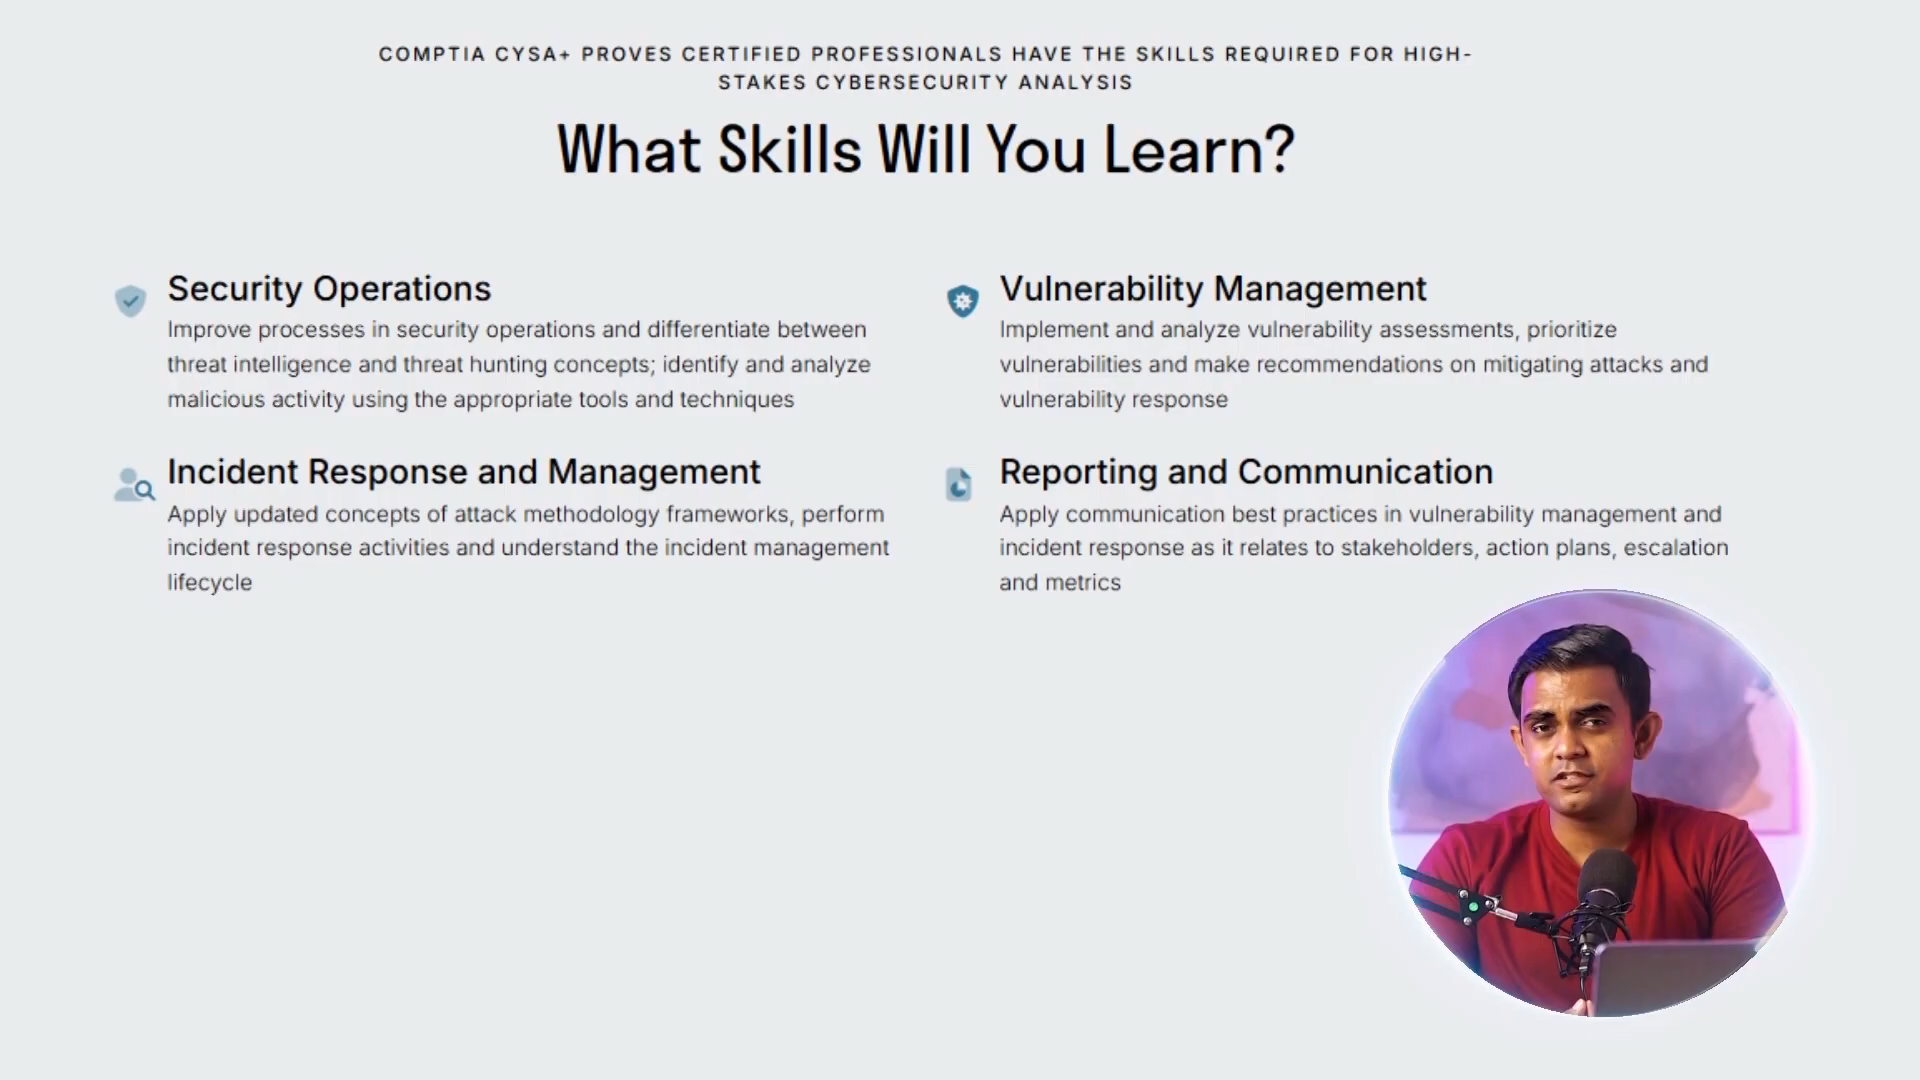 COMPTIA CYSA+ PROVES CERTIFIED PROFESSIONALS HAVE THE SKILLS REQUIRED FOR HIGH-
STAKES CYBERSECURITY ANALYSIS
What Skills Will You Learn?
Security Operations
Improve processes in security operations and differentiate between
threat intelligence and threat hunting concepts; identify and analyze
malicious activity using the appropriate tools and techniques
Vulnerability Management
Implement and analyze vulnerability assessments, prioritize
vulnerabilities and make recommendations on mitigating attacks and
vulnerability response
Incident Response and Management
Apply updated concepts of attack methodology frameworks, perform
incident response activities and understand the incident management
lifecycle
Reporting and Communication
Apply communication best practices in vulnerability management and
incident response as it relates to stakeholders, action plans, escalation
and metrics